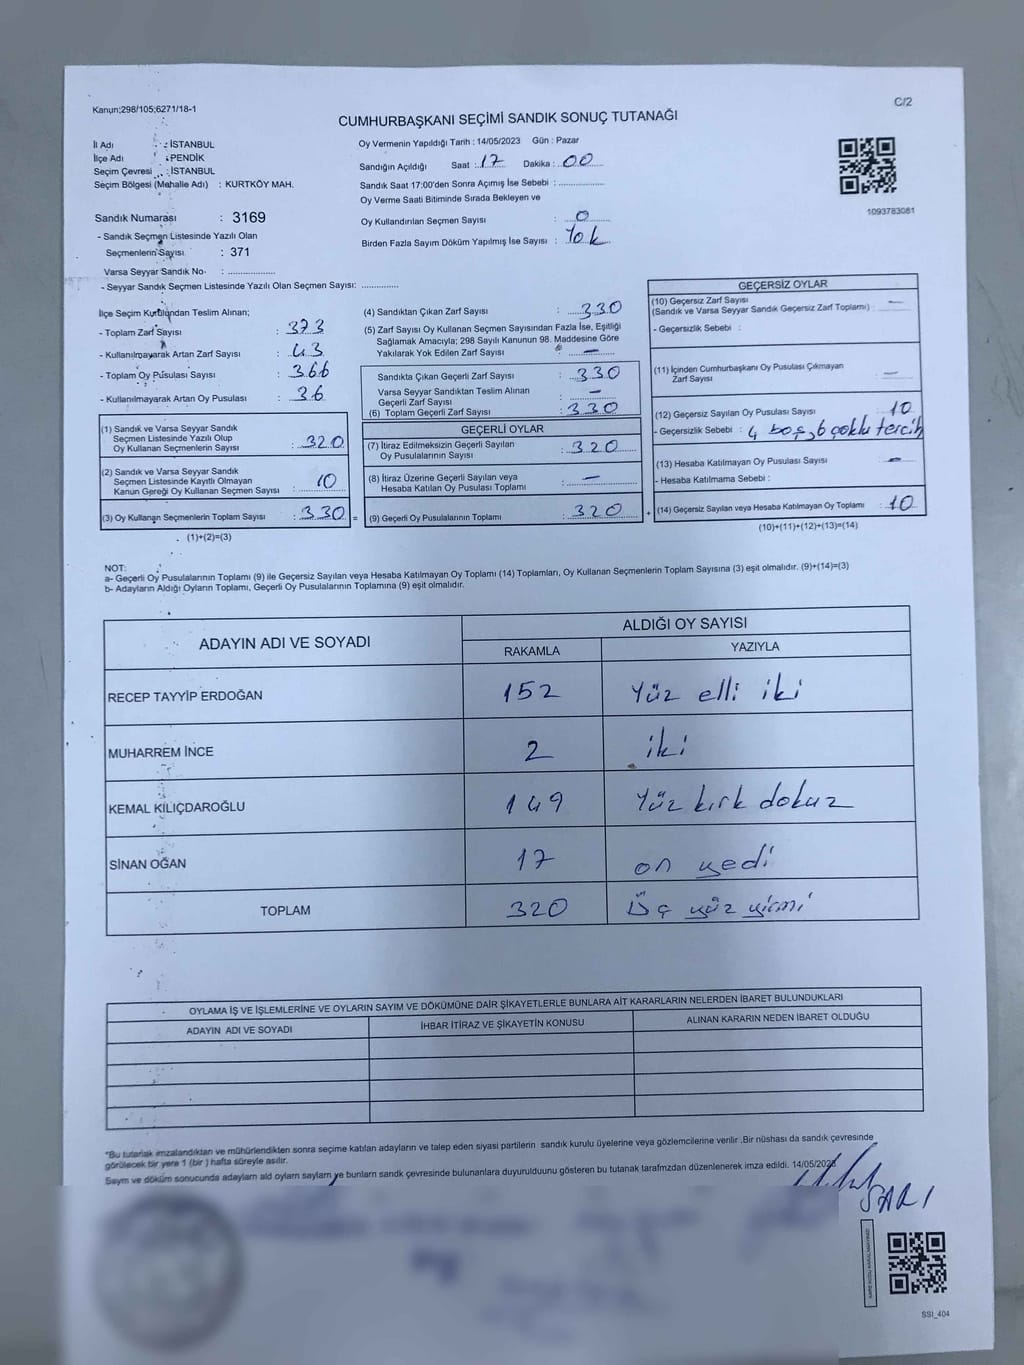 Kanun;298/105;6271/18-1
C/2
CUMHURBAŞKANI SEÇİMİ SANDIK SONUÇ TUTANAĞI
İl Adı : İSTANBUL
İlçe Adı : PENDİK
Seçim Çevresi : İSTANBUL
Seçim Bölgesi (Mahalle Adı) : KURTKÖY MAH.
Sandık Numarası : 3169
- Sandık Seçmen Listesinde Yazılı Olan
Seçmenlerin Sayısı : 371
Varsa Seyyar Sandık No- : ...................
- Seyyar Sandık Seçmen Listesinde Yazılı Olan Seçmen Sayısı: ...............
Oy Vermenin Yapıldığı Tarih : 14/05/2023 Gün : Pazar
Sandığın Açıldığı Saat : 17 Dakika : 00
Sandık Saat 17:00'den Sonra Açımış İse Sebebi : ..................
Oy Verme Saati Bitiminde Sırada Bekleyen ve
Oy Kullandırılan Seçmen Sayısı : 0
Birden Fazla Sayım Döküm Yapılmış İse Sayısı : Yok
1093783081
İlçe Seçim Kurulundan Teslim Alınan;
- Toplam Zarf Sayısı : 373
- Kullanılmayarak Artan Zarf Sayısı : 43
- Toplam Oy Pusulası Sayısı : 366
- Kullanılmayarak Artan Oy Pusulası : 36
(1) Sandık ve Varsa Seyyar Sandık
Seçmen Listesinde Yazılı Olup
Oy Kullanan Seçmenlerin Sayısı : 320
(2) Sandık ve Varsa Seyyar Sandık
Seçmen Listesinde Kayıtlı Olmayan
Kanun Gereği Oy Kullanan Seçmen Sayısı : 10
(3) Oy Kullanan Seçmenlerin Toplam Sayısı : 330 =
(1)+(2)=(3)
(4) Sandıktan Çıkan Zarf Sayısı : 330
(5) Zarf Sayısı Oy Kullanan Seçmen Sayısından Fazla İse, Eşitliği
Sağlamak Amacıyla; 298 Sayılı Kanunun 98. Maddesine Göre
Yakılarak Yok Edilen Zarf Sayısı : —
Sandıkta Çıkan Geçerli Zarf Sayısı : 330
Varsa Seyyar Sandıktan Teslim Alınan
Geçerli Zarf Sayısı : —
(6) Toplam Geçerli Zarf Sayısı : 330
GEÇERLİ OYLAR
(7) İtiraz Edilmeksizin Geçerli Sayılan
Oy Pusulalarının Sayısı : 320
(8) İtiraz Üzerine Geçerli Sayılan veya
Hesaba Katılan Oy Pusulası Toplamı : —
(9) Geçerli Oy Pusulalarının Toplamı : 320 +
GEÇERSİZ OYLAR
(10) Geçersiz Zarf Sayısı
(Sandık ve Varsa Seyyar Sandık Geçersiz Zarf Toplamı) : —
- Geçersizlik Sebebi :
(11) İçinden Cumhurbaşkanı Oy Pusulası Çıkmayan
Zarf Sayısı : —
(12) Geçersiz Sayılan Oy Pusulası Sayısı : 10
- Geçersizlik Sebebi : 4 boş, 6 çoklu tercih
(13) Hesaba Katılmayan Oy Pusulası Sayısı : —
- Hesaba Katılmama Sebebi :
(14) Geçersiz Sayılan veya Hesaba Katılmayan Oy Toplamı : 10
(10)+(11)+(12)+(13)=(14)
NOT:
a- Geçerli Oy Pusulalarının Toplamı (9) ile Geçersiz Sayılan veya Hesaba Katılmayan Oy Toplamı (14) Toplamları, Oy Kullanan Seçmenlerin Toplam Sayısına (3) eşit olmalıdır. (9)+(14)=(3)
b- Adayların Aldığı Oyların Toplamı, Geçerli Oy Pusulalarının Toplamına (9) eşit olmalıdır.
ADAYIN ADI VE SOYADI ALDIĞI OY SAYISI
RAKAMLA YAZIYLA
RECEP TAYYİP ERDOĞAN 152 Yüz elli iki
MUHARREM İNCE 2 iki
KEMAL KILIÇDAROĞLU 149 Yüz kırk dokuz
SİNAN OĞAN 17 on yedi
TOPLAM 320 Üç yüz yirmi
OYLAMA İŞ VE İŞLEMLERİNE VE OYLARIN SAYIM VE DÖKÜMÜNE DAİR ŞİKAYETLERLE BUNLARA AİT KARARLARIN NELERDEN İBARET BULUNDUKLARI
ADAYIN ADI VE SOYADI İHBAR İTİRAZ VE ŞİKAYETİN KONUSU ALINAN KARARIN NEDEN İBARET OLDUĞU
*Bu tutanak imzalandıktan ve mühürlendikten sonra seçime katılan adayların ve talep eden siyasi partilerin sandık kurulu üyelerine veya gözlemcilerine verilir .Bir nüshası da sandık çevresinde
görülecek bir yere 1 (bir ) hafta süreyle asılır.
Sayım ve döküm sonucunda adayların ald oyların sayların ve bunların sandk çevresinde bulunanlara duyurulduunu gösteren bu tutanak tarafmzdan düzenlenerek imza edildi. 14/05/2023
SARI
SSI_404